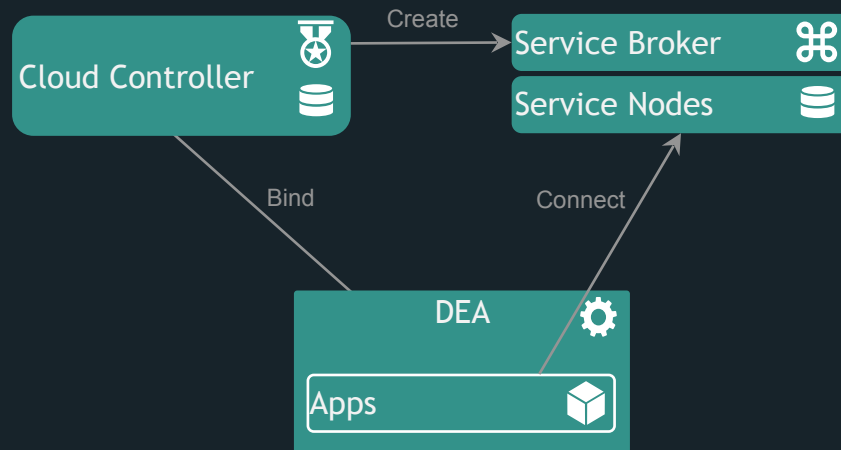 Create
Cloud Controller
Service Broker
Service Nodes
Bind
Connect
DEA
Apps